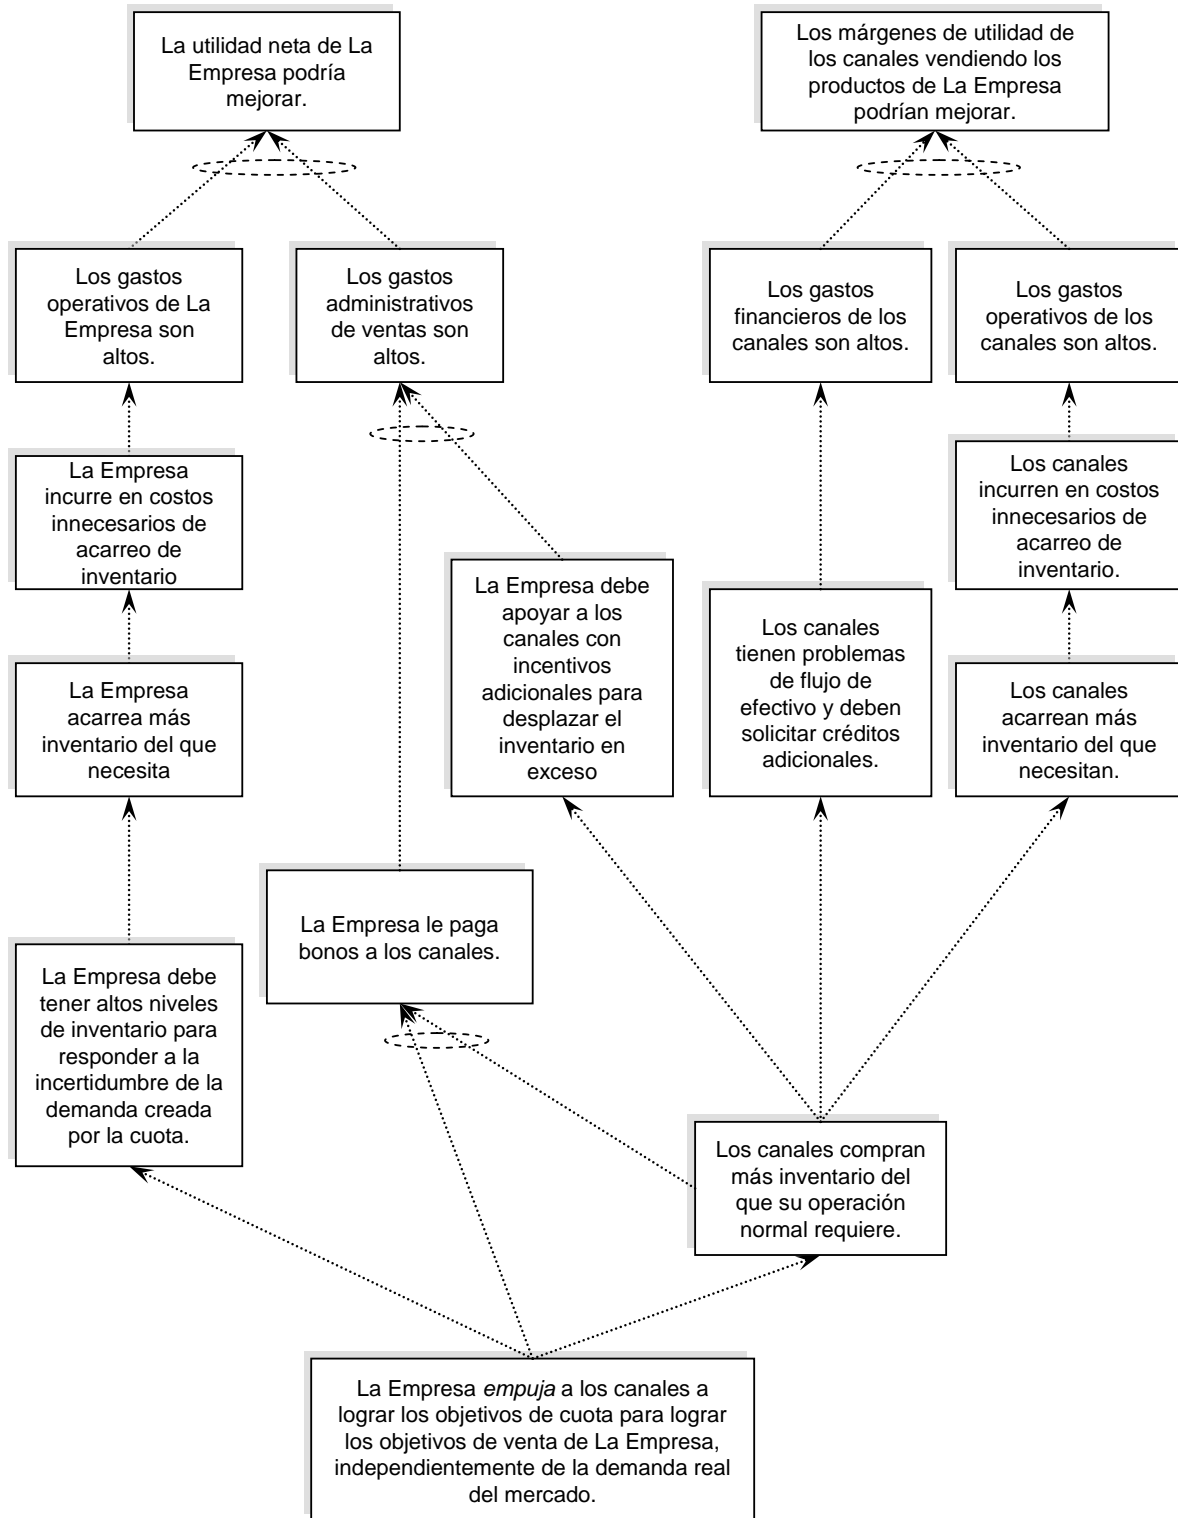 La utilidad neta de La
Empresa podría
mejorar.
Los márgenes de utilidad de
los canales vendiendo los
productos de La Empresa
podrían mejorar.
Los gastos
operativos de La
Empresa son
altos.
Los gastos
administrativos
de ventas son
altos.
Los gastos
financieros de los
canales son altos.
Los gastos
operativos de los
canales son altos.
La Empresa
incurre en costos
innecesarios de
acarreo de
inventario
Los canales
incurren en costos
innecesarios de
acarreo de
inventario.
La Empresa debe
apoyar a los
canales con
incentivos
adicionales para
desplazar el
inventario en
exceso
Los canales
tienen problemas
de flujo de
efectivo y deben
solicitar créditos
adicionales.
La Empresa
acarrea más
inventario del que
necesita
Los canales
acarrean más
inventario del que
necesitan.
La Empresa le paga
bonos a los canales.
La Empresa debe
tener altos niveles
de inventario para
responder a la
incertidumbre de la
demanda creada
por la cuota.
Los canales compran
más inventario del
que su operación
normal requiere.
La Empresa empuja a los canales a
lograr los objetivos de cuota para lograr
los objetivos de venta de La Empresa,
independientemente de la demanda real
del mercado.